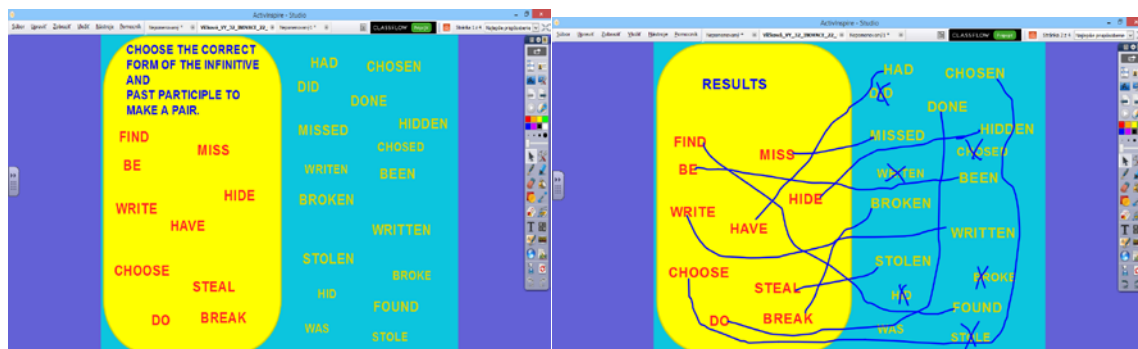 ActivInspire - Studio
CLASSFLOW
CHOOSE THE CORRECT
FORM OF THE INFINITIVE
AND
PAST PARTICIPLE TO
MAKE A PAIR.
FIND
MISS
BE
HIDE
WRITE
HAVE
CHOOSE
STEAL
DO
BREAK
HAD
CHOSEN
DID
DONE
MISSED
HIDDEN
CHOSED
WRITEN
BEEN
BROKEN
WRITTEN
STOLEN
BROKE
HID
FOUND
WAS
STOLE
ActivInspire - Studio
CLASSFLOW
RESULTS
FIND
MISS
BE
HIDE
WRITE
HAVE
CHOOSE
STEAL
DO
BREAK
HAD
CHOSEN
DID
DONE
MISSED
HIDDEN
CHOSED
WRITEN
BEEN
BROKEN
WRITTEN
STOLEN
BROKE
HID
FOUND
WAS
STOLE